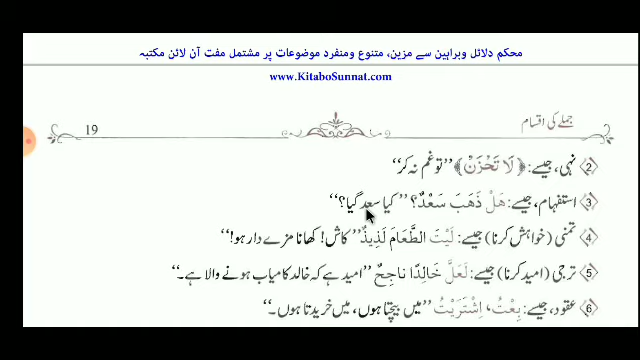 محکم دلائل وبراہین سے مزین، متنوع ومنفرد موضوعات پر مشتمل مفت آن لائن مکتبہ
www.KitaboSunnat.com
جملے کی اقسام 19
2 نہی، جیسے: ﴿لَا تَحْزَنْ﴾ ”تو غم نہ کر“
3 استفہام، جیسے: هَلْ ذَهَبَ سَعْدٌ؟ ”کیا سعد گیا؟“
4 تمنی (خواہش کرنا) جیسے: لَيْتَ الطَّعَامَ لَذِيذٌ ”کاش! کھانا مزے دار ہو!“
5 ترجی (امید کرنا) جیسے: لَعَلَّ خَالِدًا نَاجِحٌ ”امید ہے کہ خالد کامیاب ہونے والا ہے۔“
6 عقود، جیسے: بِعْتُ، اِشْتَرَيْتُ ”میں بیچتا ہوں، میں خریدتا ہوں۔“